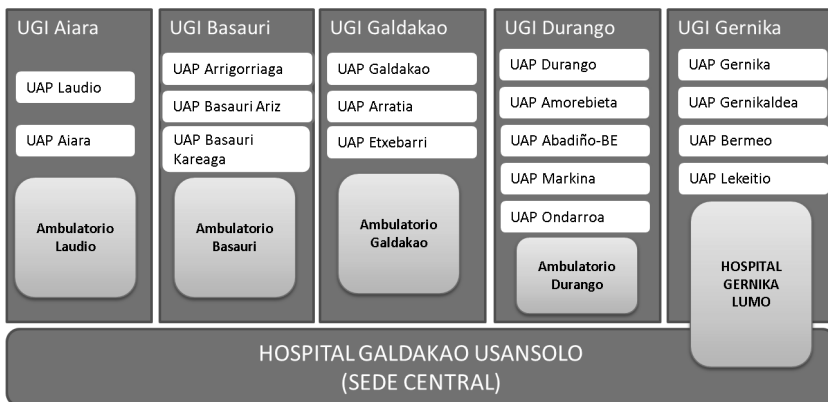 UGI Aiara
UAP Laudio
UAP Aiara
Ambulatorio
Laudio
UGI Basauri
UAP Arrigorriaga
UAP Basauri Ariz
UAP Basauri
Kareaga
Ambulatorio
Basauri
UGI Galdakao
UAP Galdakao
UAP Arratia
UAP Etxebarri
Ambulatorio
Galdakao
UGI Durango
UAP Durango
UAP Amorebieta
UAP Abadiño-BE
UAP Markina
UAP Ondarroa
Ambulatorio
Durango
UGI Gernika
UAP Gernika
UAP Gernikaldea
UAP Bermeo
UAP Lekeitio
HOSPITAL
GERNIKA
LUMO
HOSPITAL GALDAKAO USANSOLO
(SEDE CENTRAL)